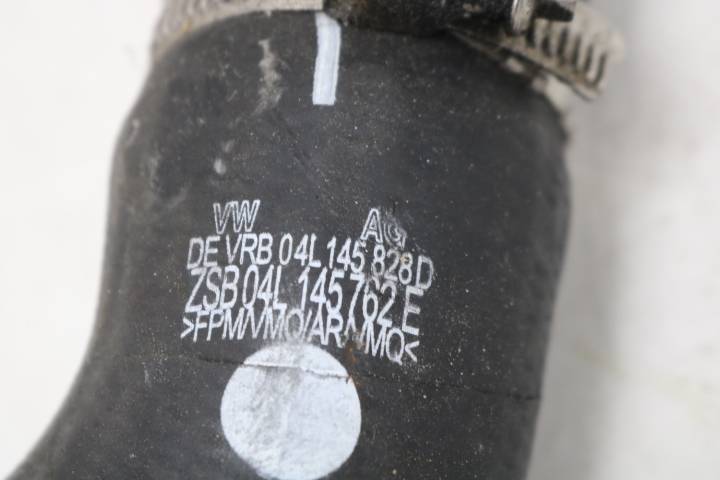 VW AG
DE VRB 04L 145 828 D
ZSB 04L 145 762 E
>FPM/VMQ/AR/VMQ<